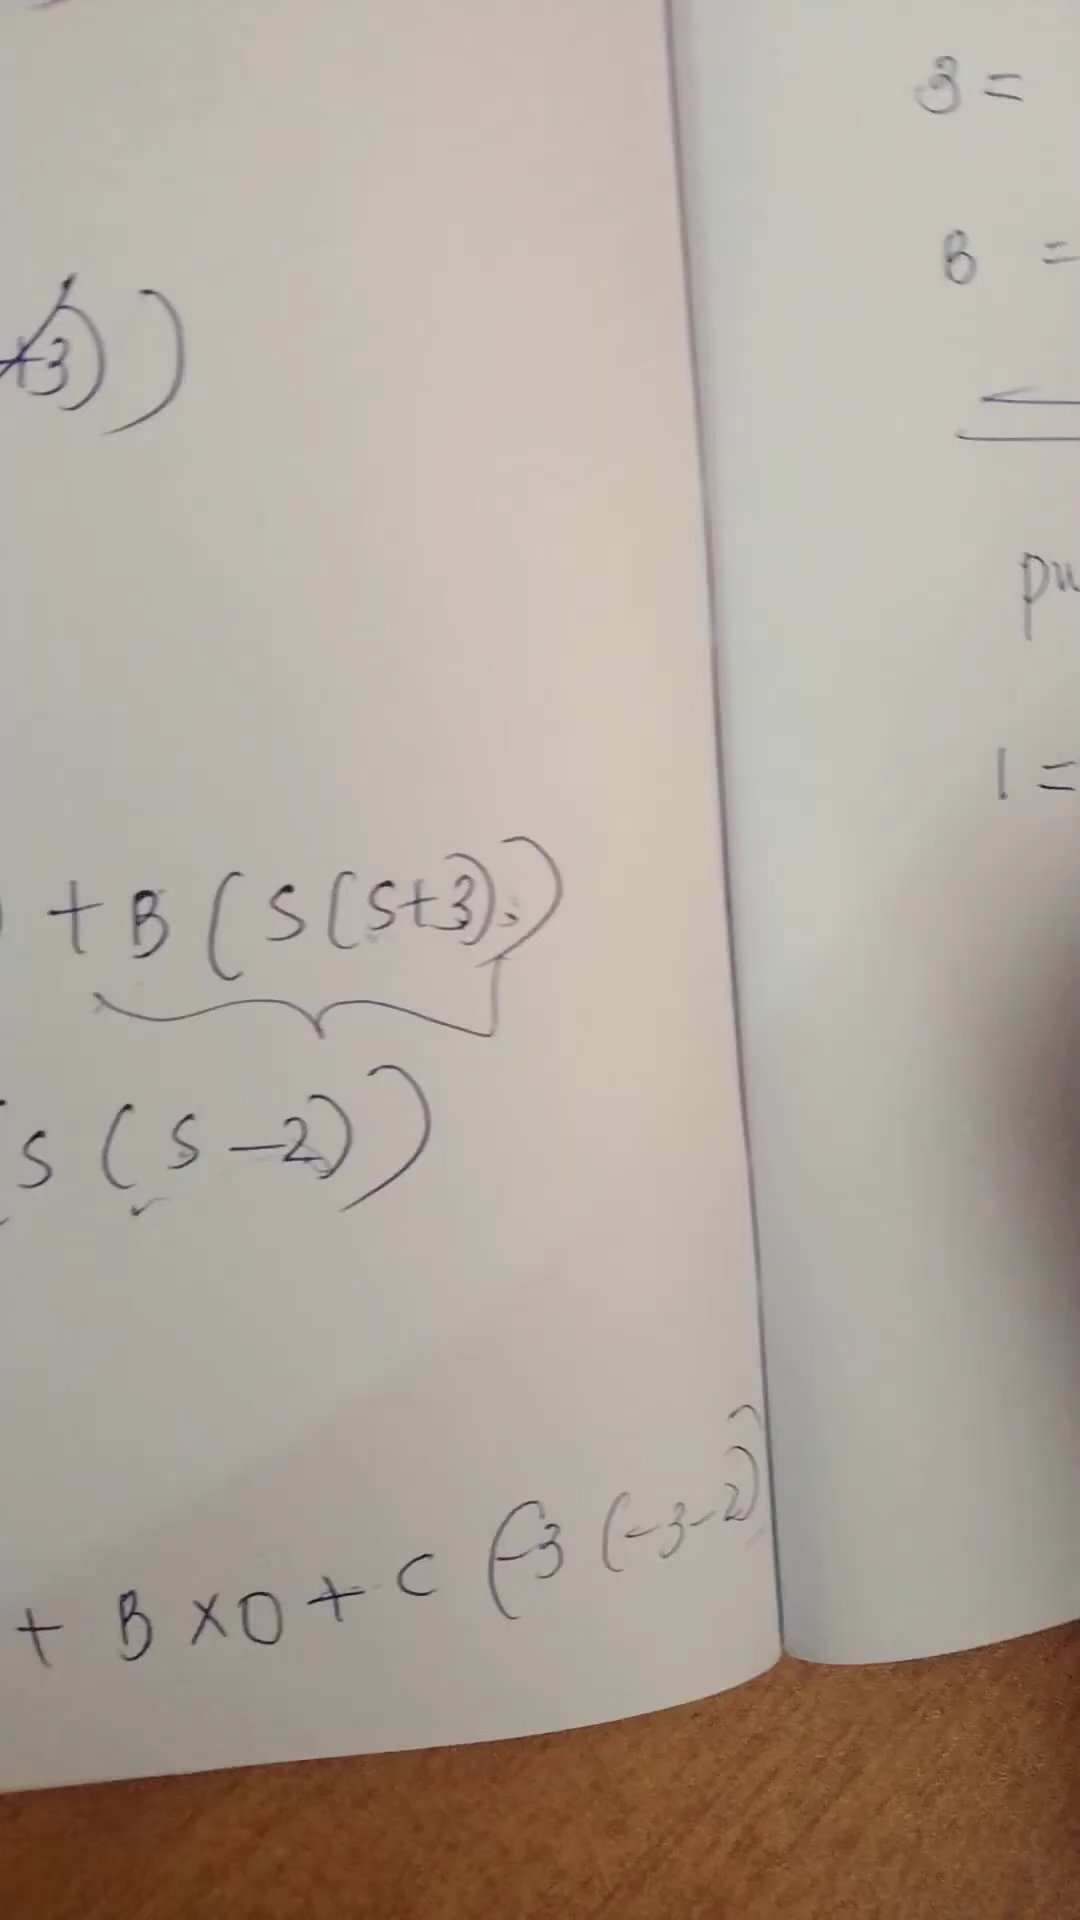 +3))
+ B ( S (S+3) )
S ( S - 2 ) )
+ B × 0 + C (-3 (-3-2)
3 =
B =
pu
1 =